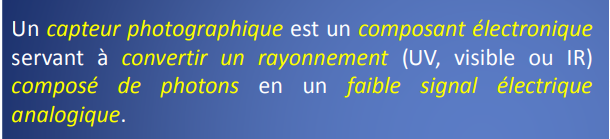 Un capteur photographique est un composant électronique
servant à convertir un rayonnement (UV, visible ou IR)
composé de photons en un faible signal électrique
analogique.